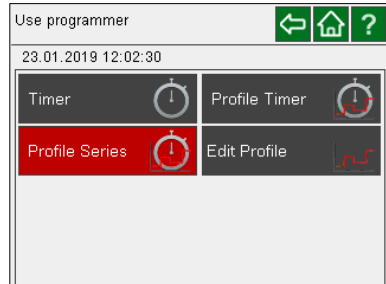 Use programmer
?
23.01.2019 12:02:30
Timer
Profile Timer
Profile Series
Edit Profile